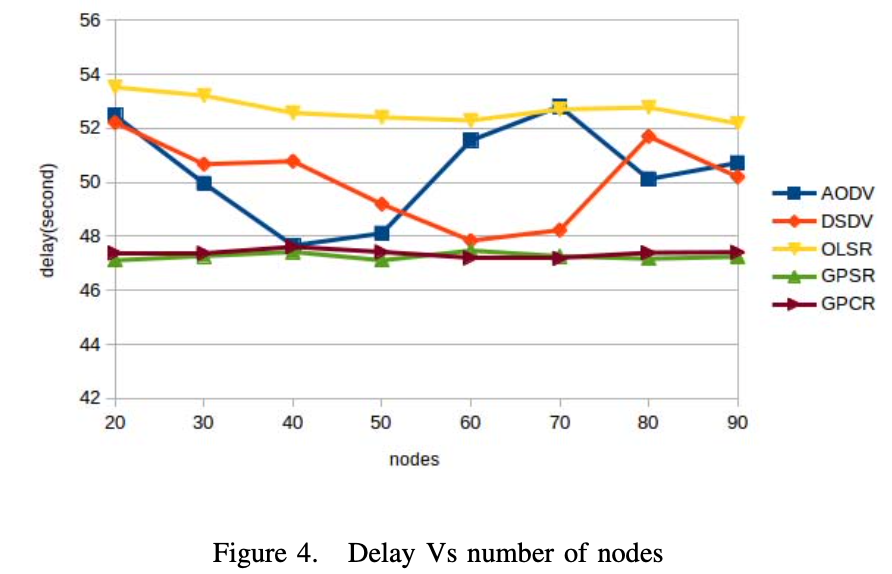 56
54
52
50
48
46
44
42
delay(second)
20 30 40 50 60 70 80 90
nodes
AODV
DSDV
OLSR
GPSR
GPCR
Figure 4. Delay Vs number of nodes